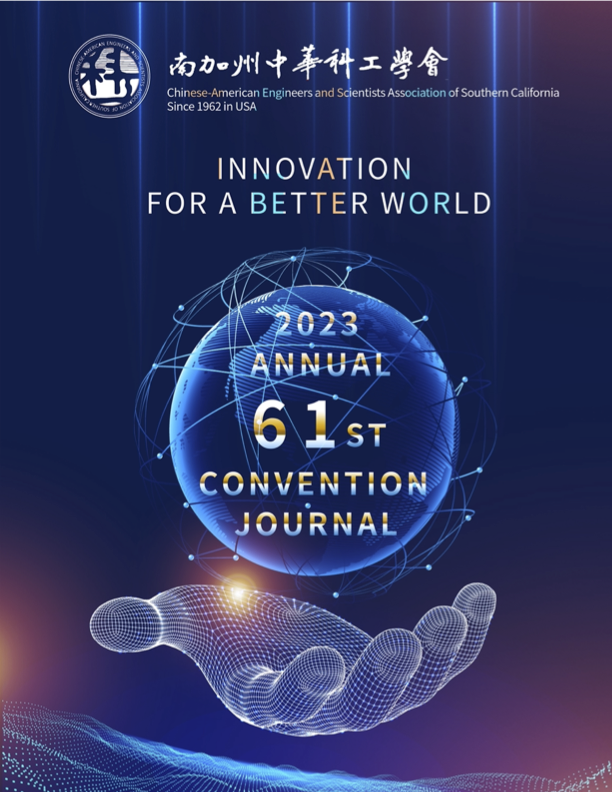 南加州中華科工學會
Chinese-American Engineers and Scientists Association of Southern California
Since 1962 in USA
INNOVATION
FOR A BETTER WORLD
2023
ANNUAL
61ST
CONVENTION
JOURNAL